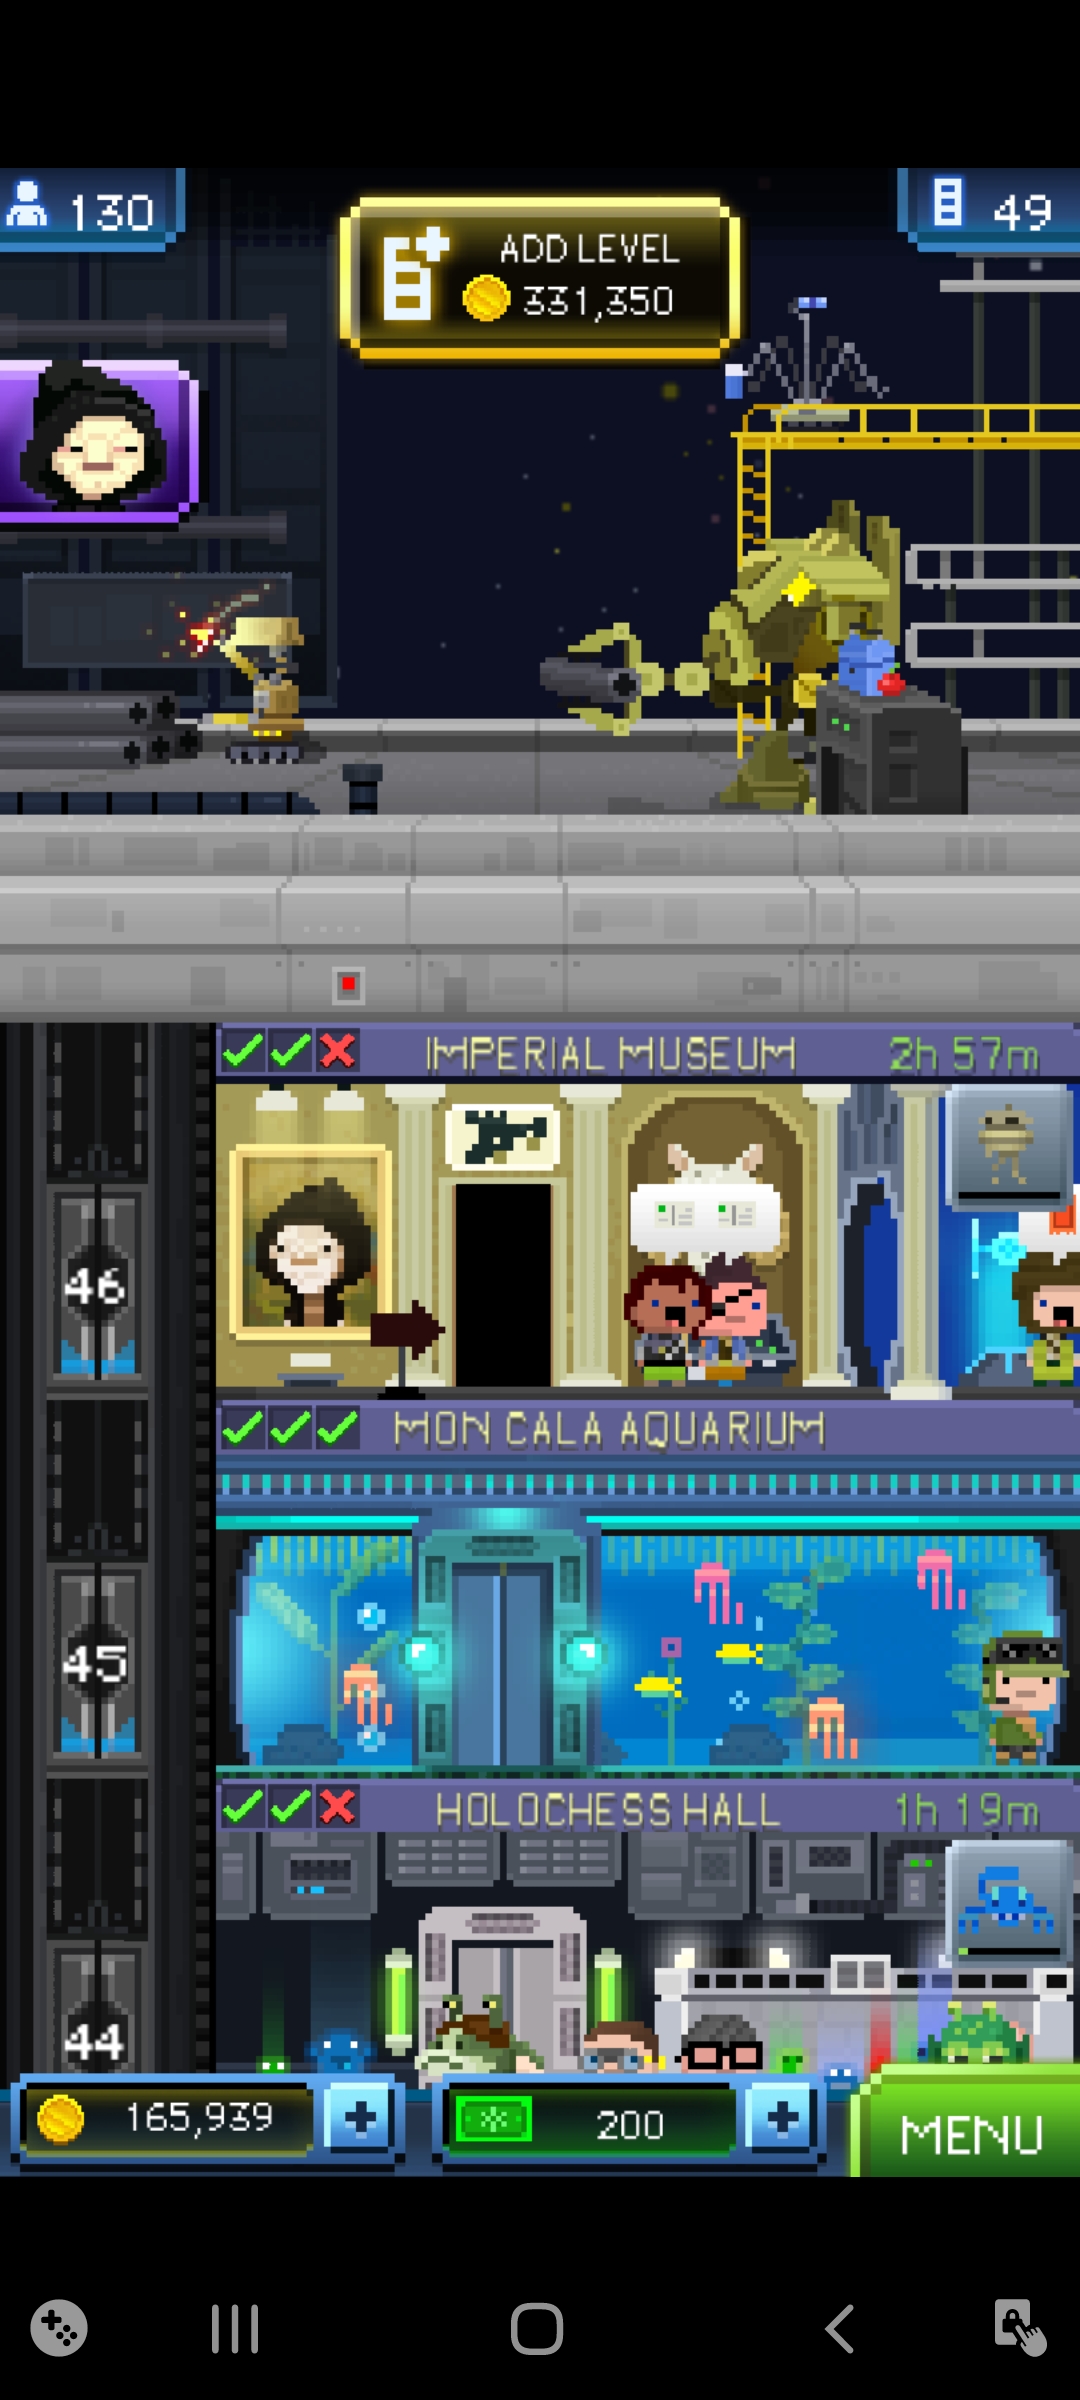 130
ADD LEVEL
331,350
49
IMPERIAL MUSEUM 2h 57m
46
MON CALA AQUARIUM
45
HOLOCHESS HALL 1h 19m
44
165,939
200
MENU